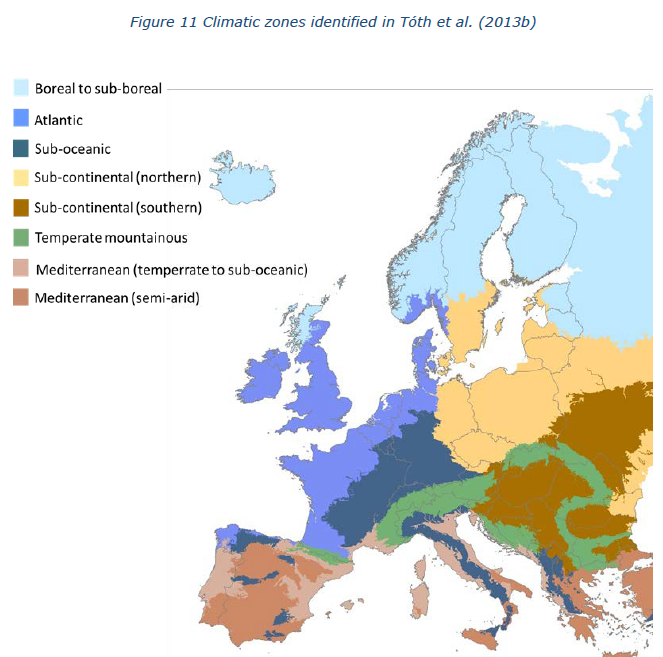 Figure 11 Climatic zones identified in Tóth et al. (2013b)
Boreal to sub-boreal
Atlantic
Sub-oceanic
Sub-continental (northern)
Sub-continental (southern)
Temperate mountainous
Mediterranean (temperrate to sub-oceanic)
Mediterranean (semi-arid)